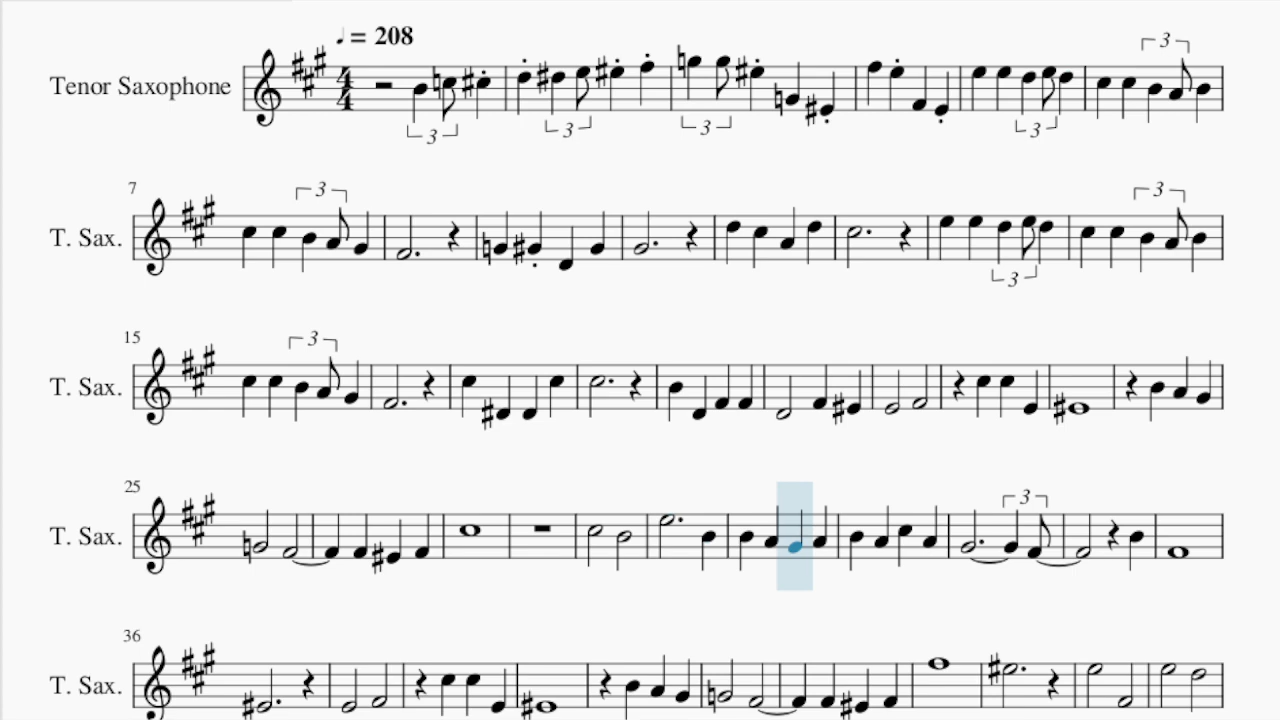 ♩ = 208
3
Tenor Saxophone
4
4
3 3 3 3
7
3 3
T. Sax.
3
15
3
T. Sax.
25
3
T. Sax.
36
T. Sax.